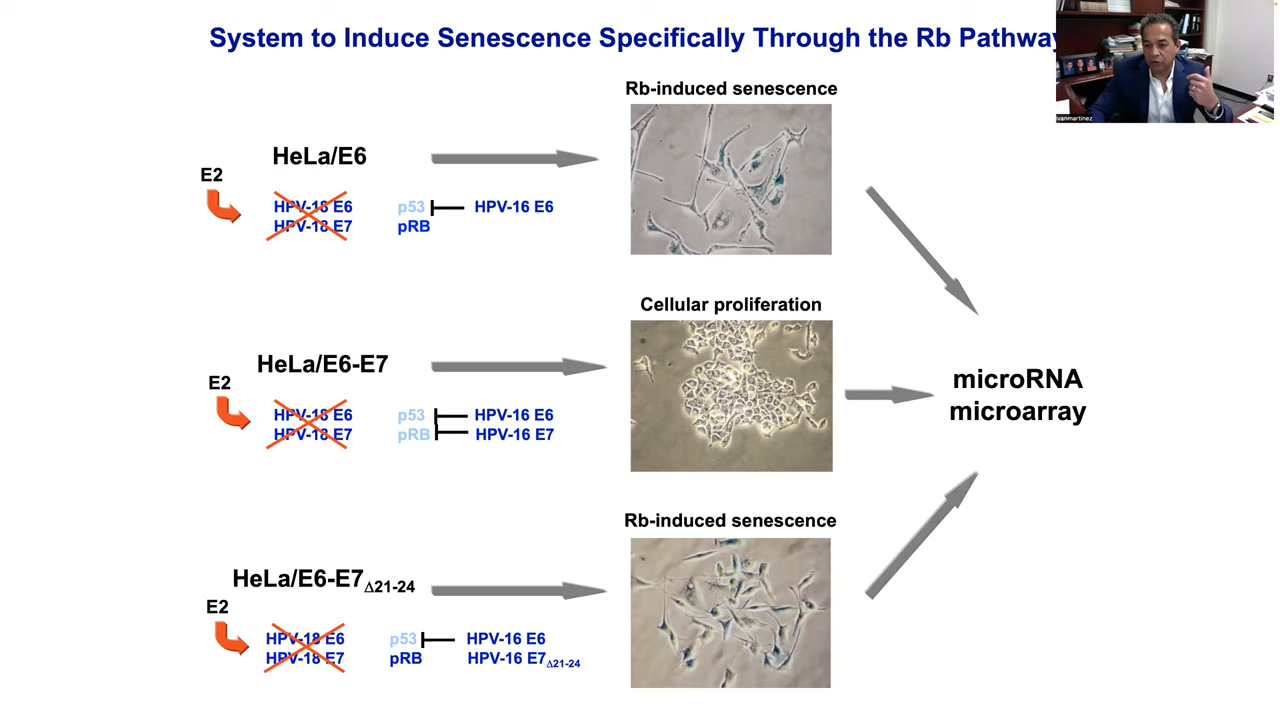 System to Induce Senescence Specifically Through the Rb Pathway
ivanmartinez
Rb-induced senescence
HeLa/E6
E2
HPV-18 E6
HPV-18 E7
p53
pRB
HPV-16 E6
Cellular proliferation
HeLa/E6-E7
E2
HPV-18 E6
HPV-18 E7
p53
pRB
HPV-16 E6
HPV-16 E7
microRNA
microarray
Rb-induced senescence
HeLa/E6-E7Δ21-24
E2
HPV-18 E6
HPV-18 E7
p53
pRB
HPV-16 E6
HPV-16 E7Δ21-24